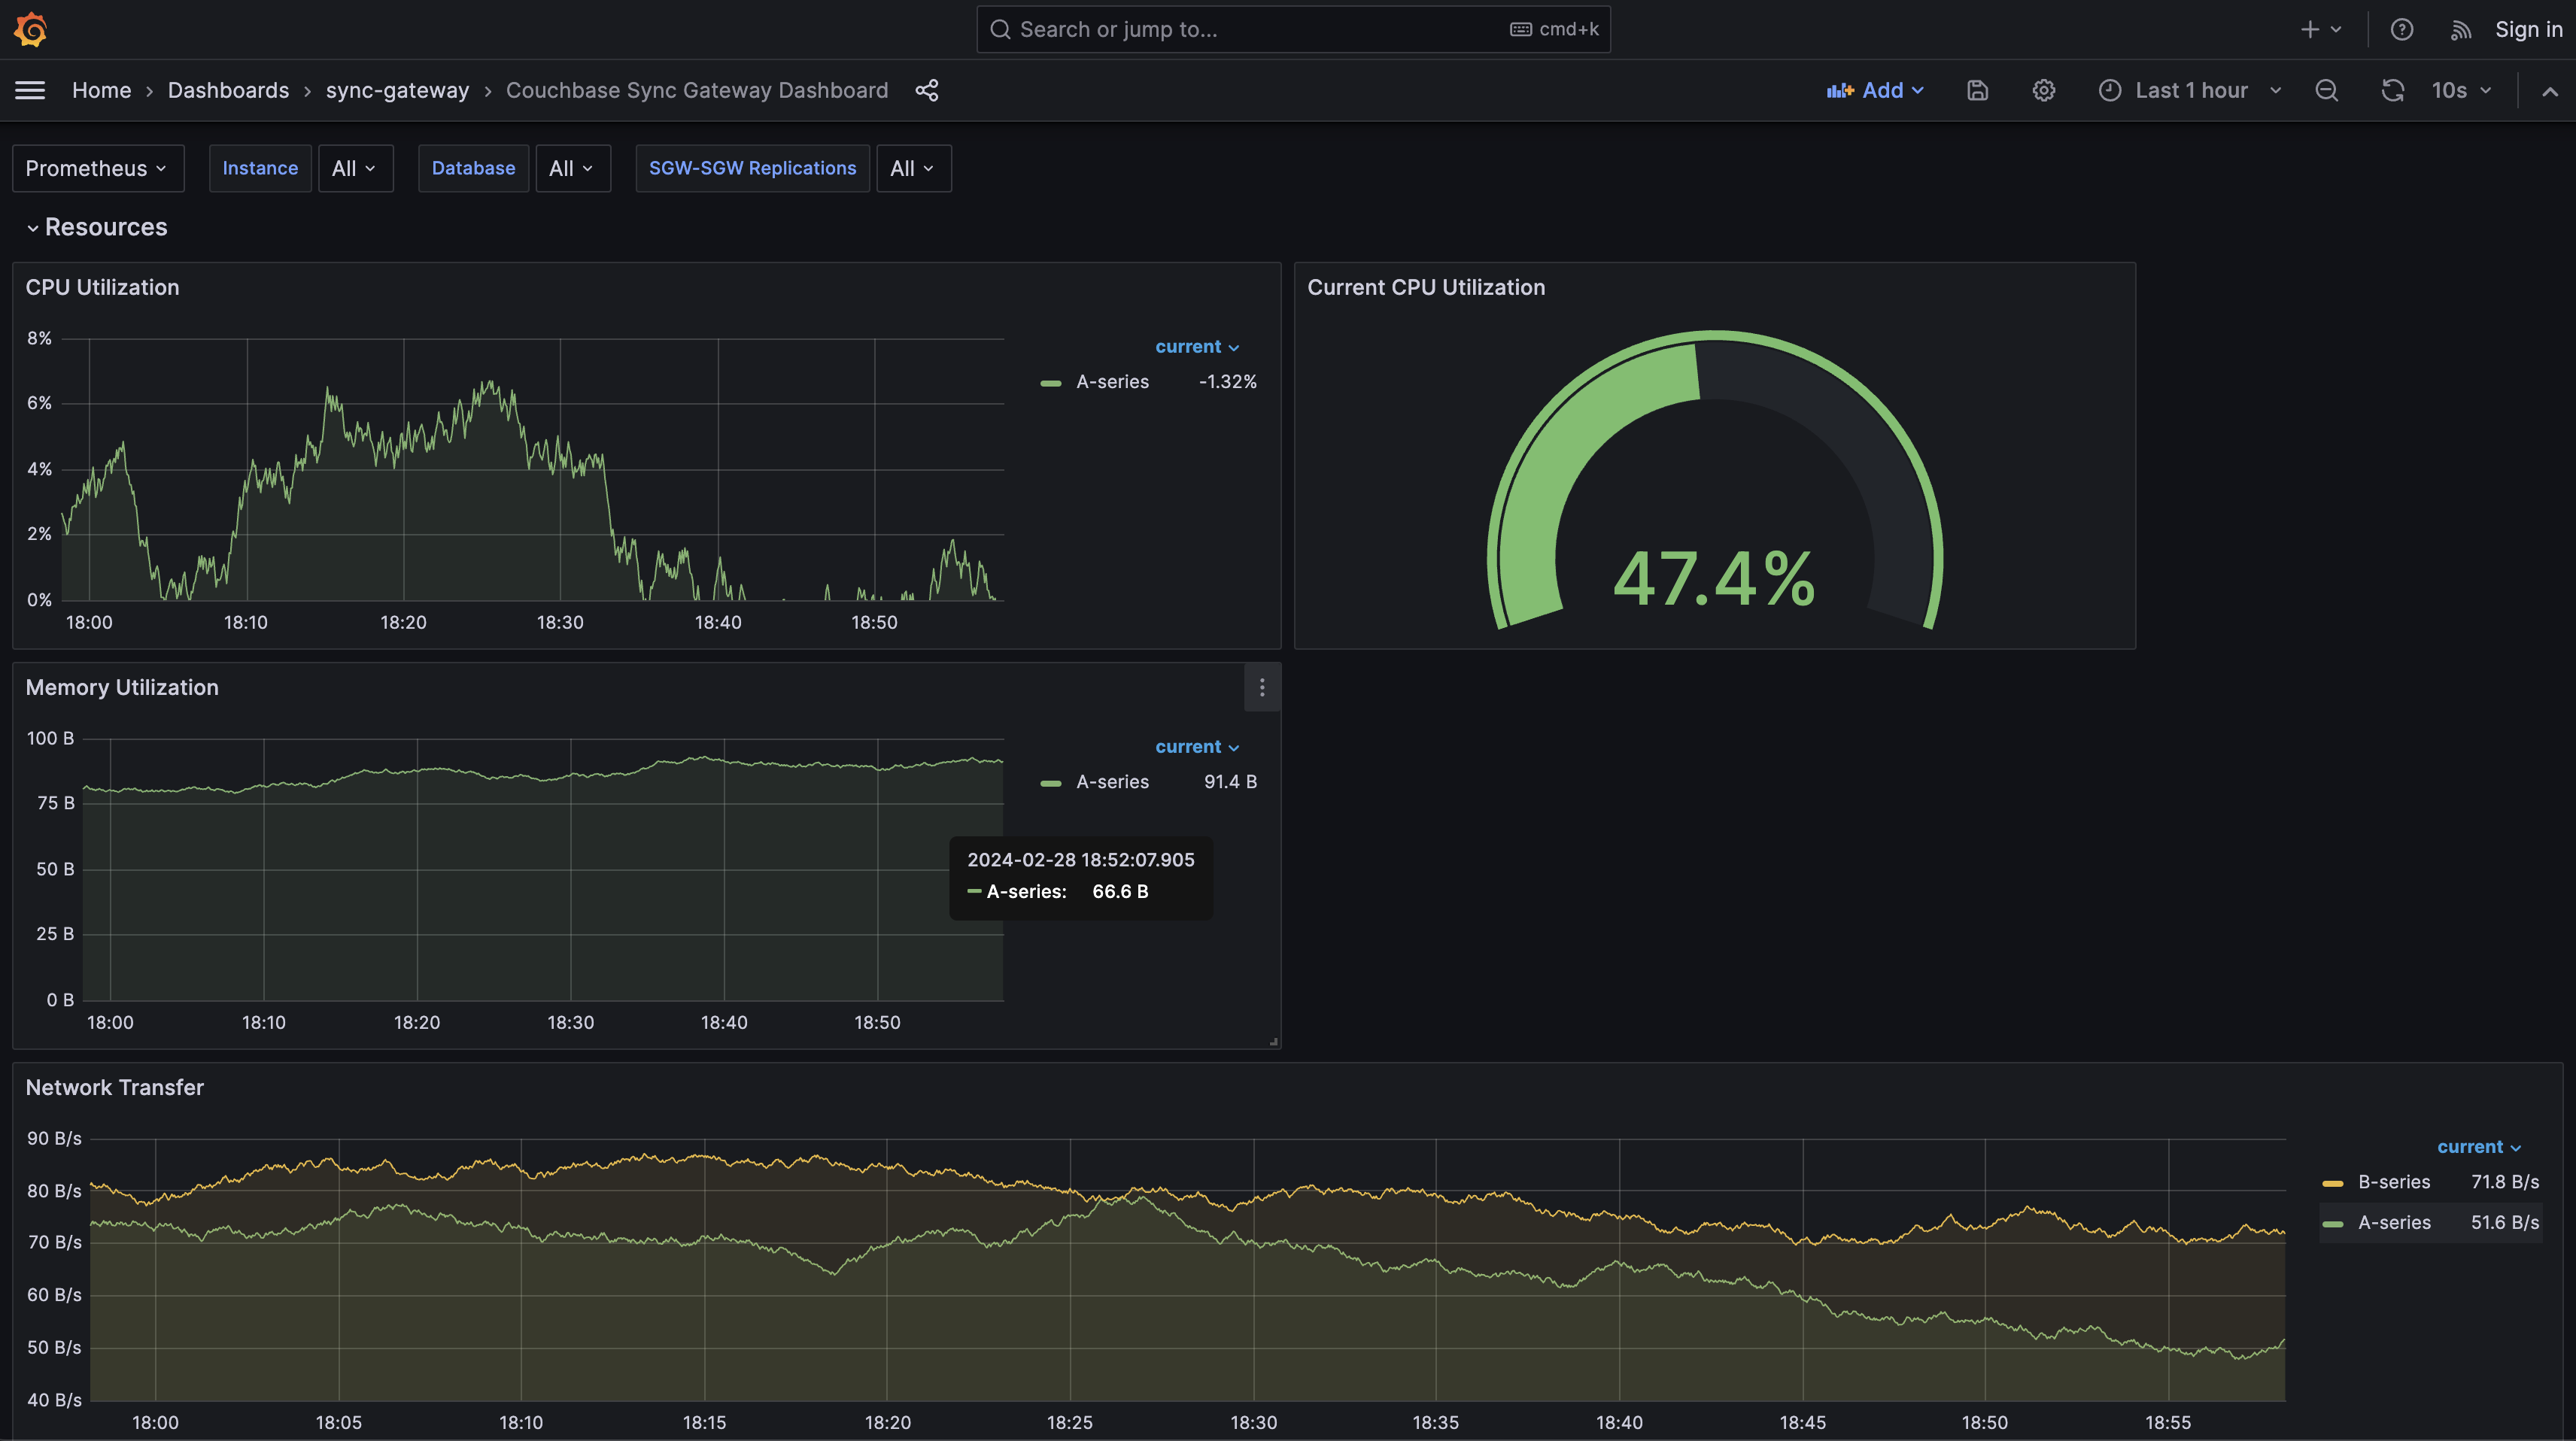 Search or jump to...
cmd+k
Sign in
Home > Dashboards > sync-gateway > Couchbase Sync Gateway Dashboard
Add
Last 1 hour
10s
Prometheus
Instance All
Database All
SGW-SGW Replications All
Resources
CPU Utilization
8%
6%
4%
2%
0%
18:00 18:10 18:20 18:30 18:40 18:50
current
A-series -1.32%
Current CPU Utilization
47.4%
Memory Utilization
100 B
75 B
50 B
25 B
0 B
18:00 18:10 18:20 18:30 18:40 18:50
current
A-series 91.4 B
2024-02-28 18:52:07.905
A-series: 66.6 B
Network Transfer
90 B/s
80 B/s
70 B/s
60 B/s
50 B/s
40 B/s
18:00 18:05 18:10 18:15 18:20 18:25 18:30 18:35 18:40 18:45 18:50 18:55
current
B-series 71.8 B/s
A-series 51.6 B/s